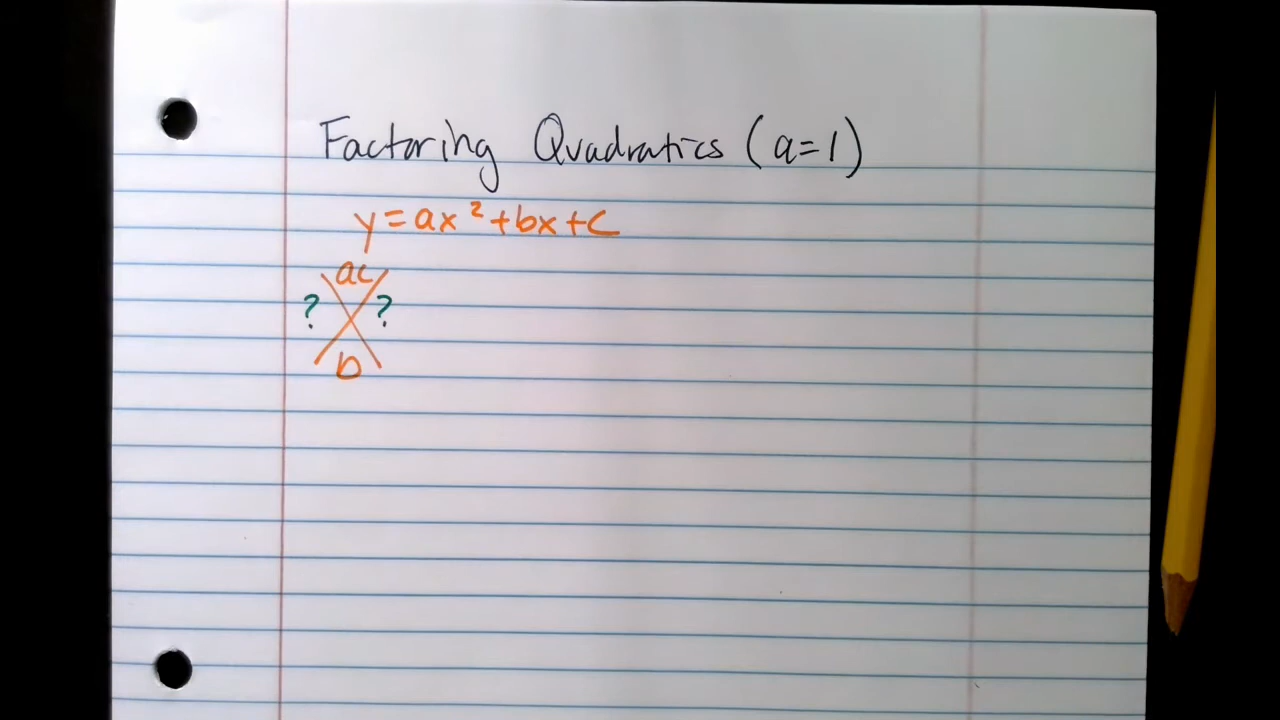 Factoring Quadratics (a=1)
y=ax²+bx+c
ac
? ?
b